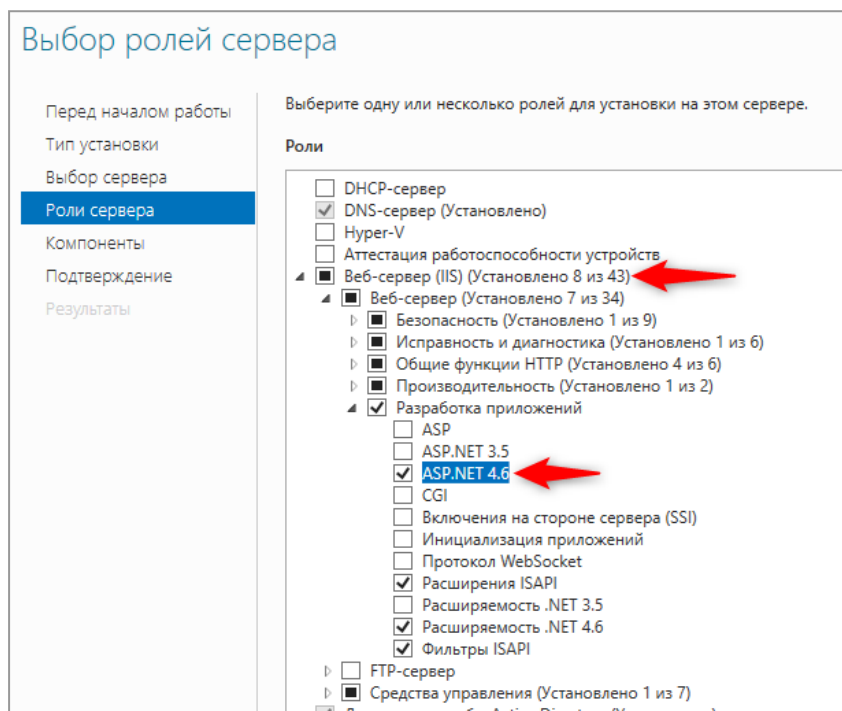 Выбор ролей сервера
Перед началом работы
Тип установки
Выбор сервера
Роли сервера
Компоненты
Подтверждение
Результаты
Выберите одну или несколько ролей для установки на этом сервере.
Роли
DHCP-сервер
DNS-сервер (Установлено)
Hyper-V
Аттестация работоспособности устройств
Веб-сервер (IIS) (Установлено 8 из 43)
Веб-сервер (Установлено 7 из 34)
Безопасность (Установлено 1 из 9)
Исправность и диагностика (Установлено 1 из 6)
Общие функции HTTP (Установлено 4 из 6)
Производительность (Установлено 1 из 2)
Разработка приложений
ASP
ASP.NET 3.5
ASP.NET 4.6
CGI
Включения на стороне сервера (SSI)
Инициализация приложений
Протокол WebSocket
Расширения ISAPI
Расширяемость .NET 3.5
Расширяемость .NET 4.6
Фильтры ISAPI
FTP-сервер
Средства управления (Установлено 1 из 7)